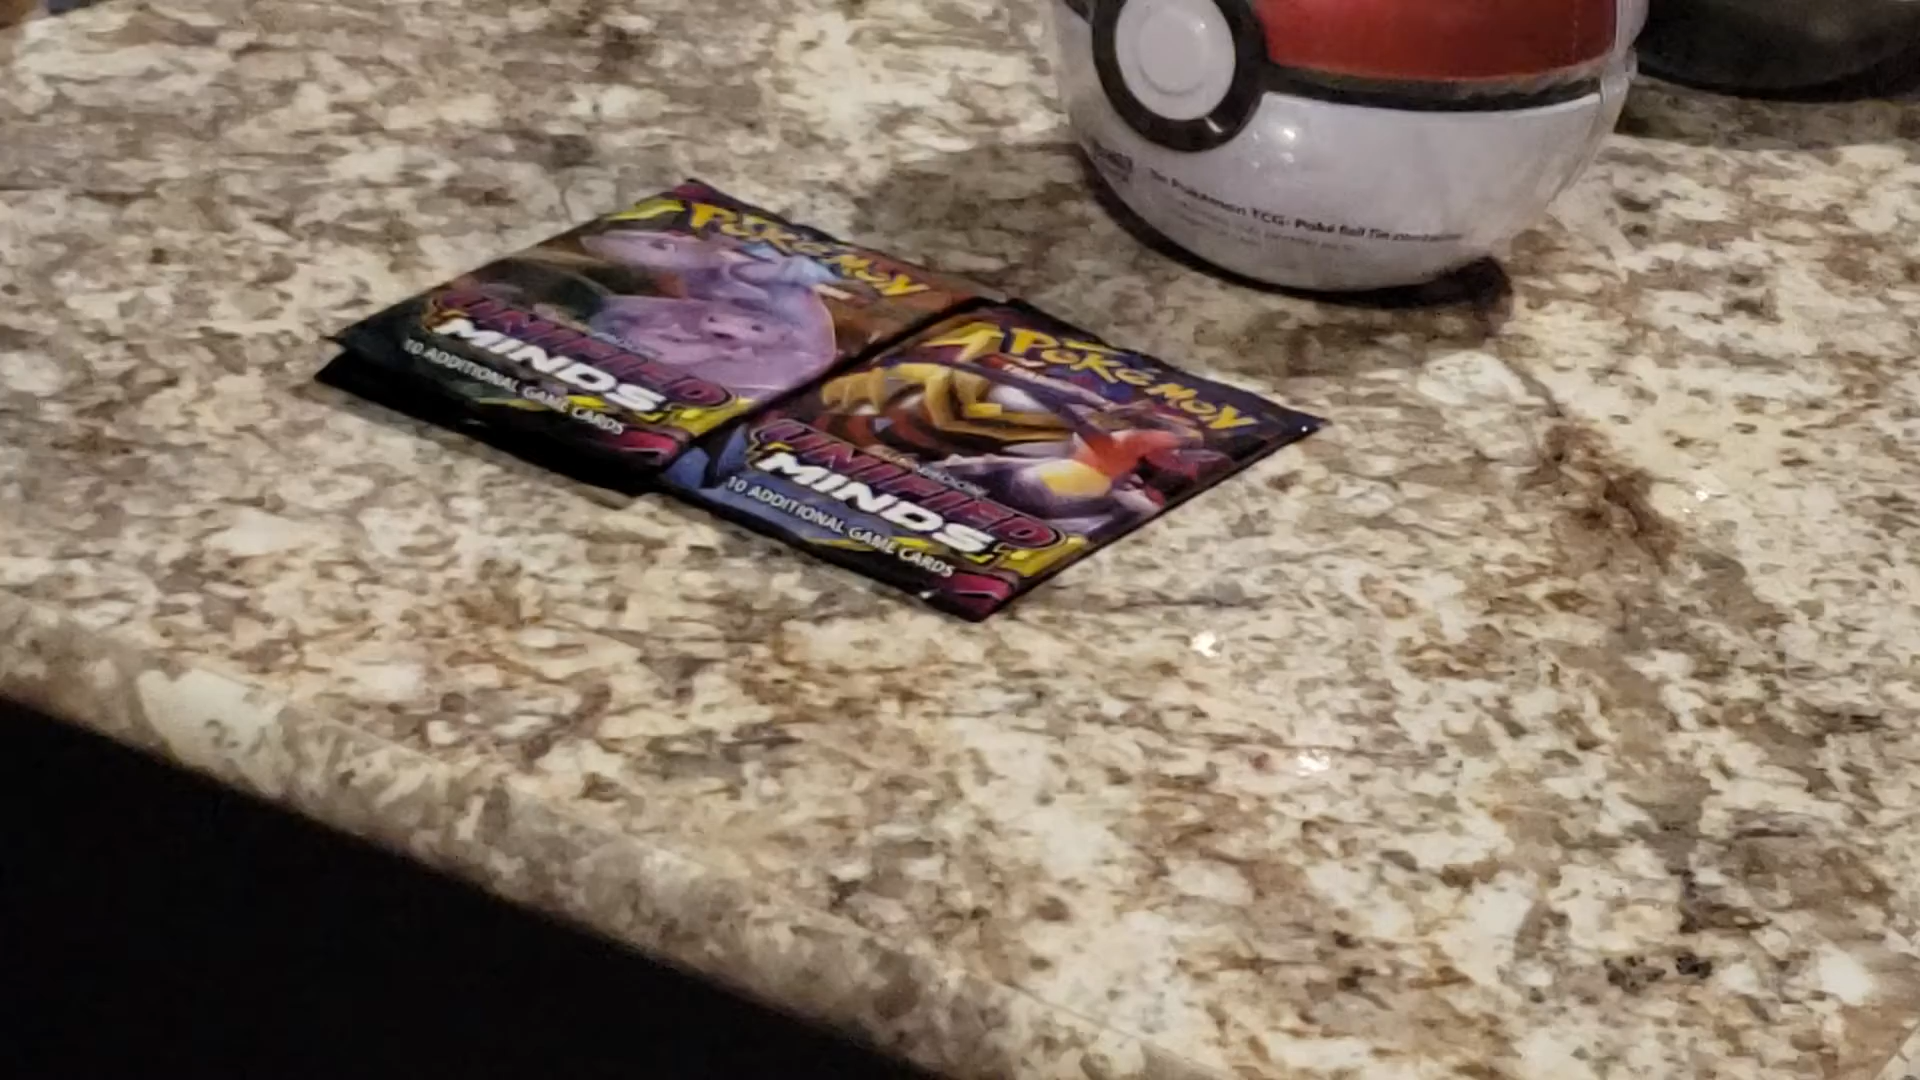 POKéMON
UNIFIED
MINDS
10 ADDITIONAL GAME CARDS
POKéMON
UNIFIED
MINDS
10 ADDITIONAL GAME CARDS
Pokémon TCG: Poké Ball Tin contains